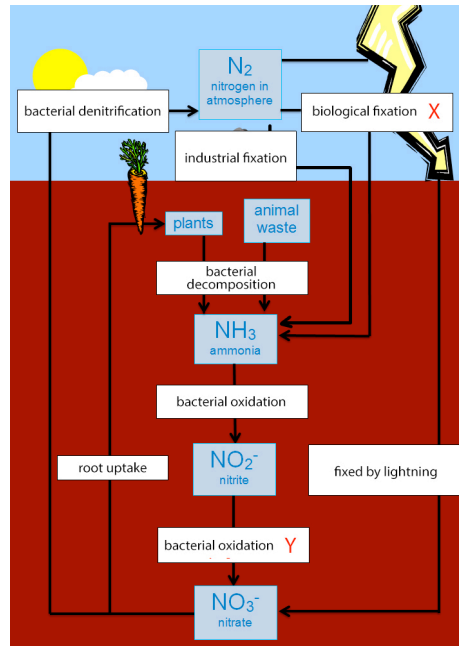 N2
nitrogen in
atmosphere
bacterial denitrification
biological fixation X
industrial fixation
plants
animal
waste
bacterial
decomposition
NH3
ammonia
bacterial oxidation
NO2-
nitrite
root uptake
fixed by lightning
bacterial oxidation Y
NO3-
nitrate